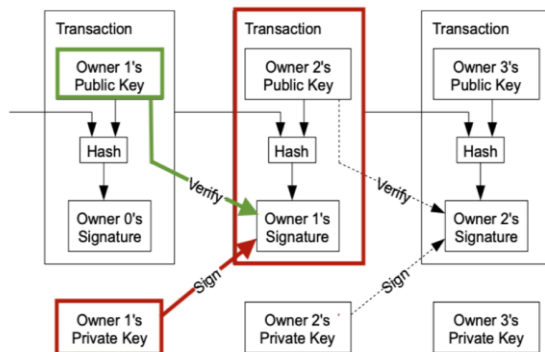 Transaction
Transaction
Transaction
Owner 1's
Public Key
Owner 2's
Public Key
Owner 3's
Public Key
Hash
Hash
Hash
Verify
Verify
Owner 0's
Signature
Owner 1's
Signature
Owner 2's
Signature
Sign
Sign
Owner 1's
Private Key
Owner 2's
Private Key
Owner 3's
Private Key